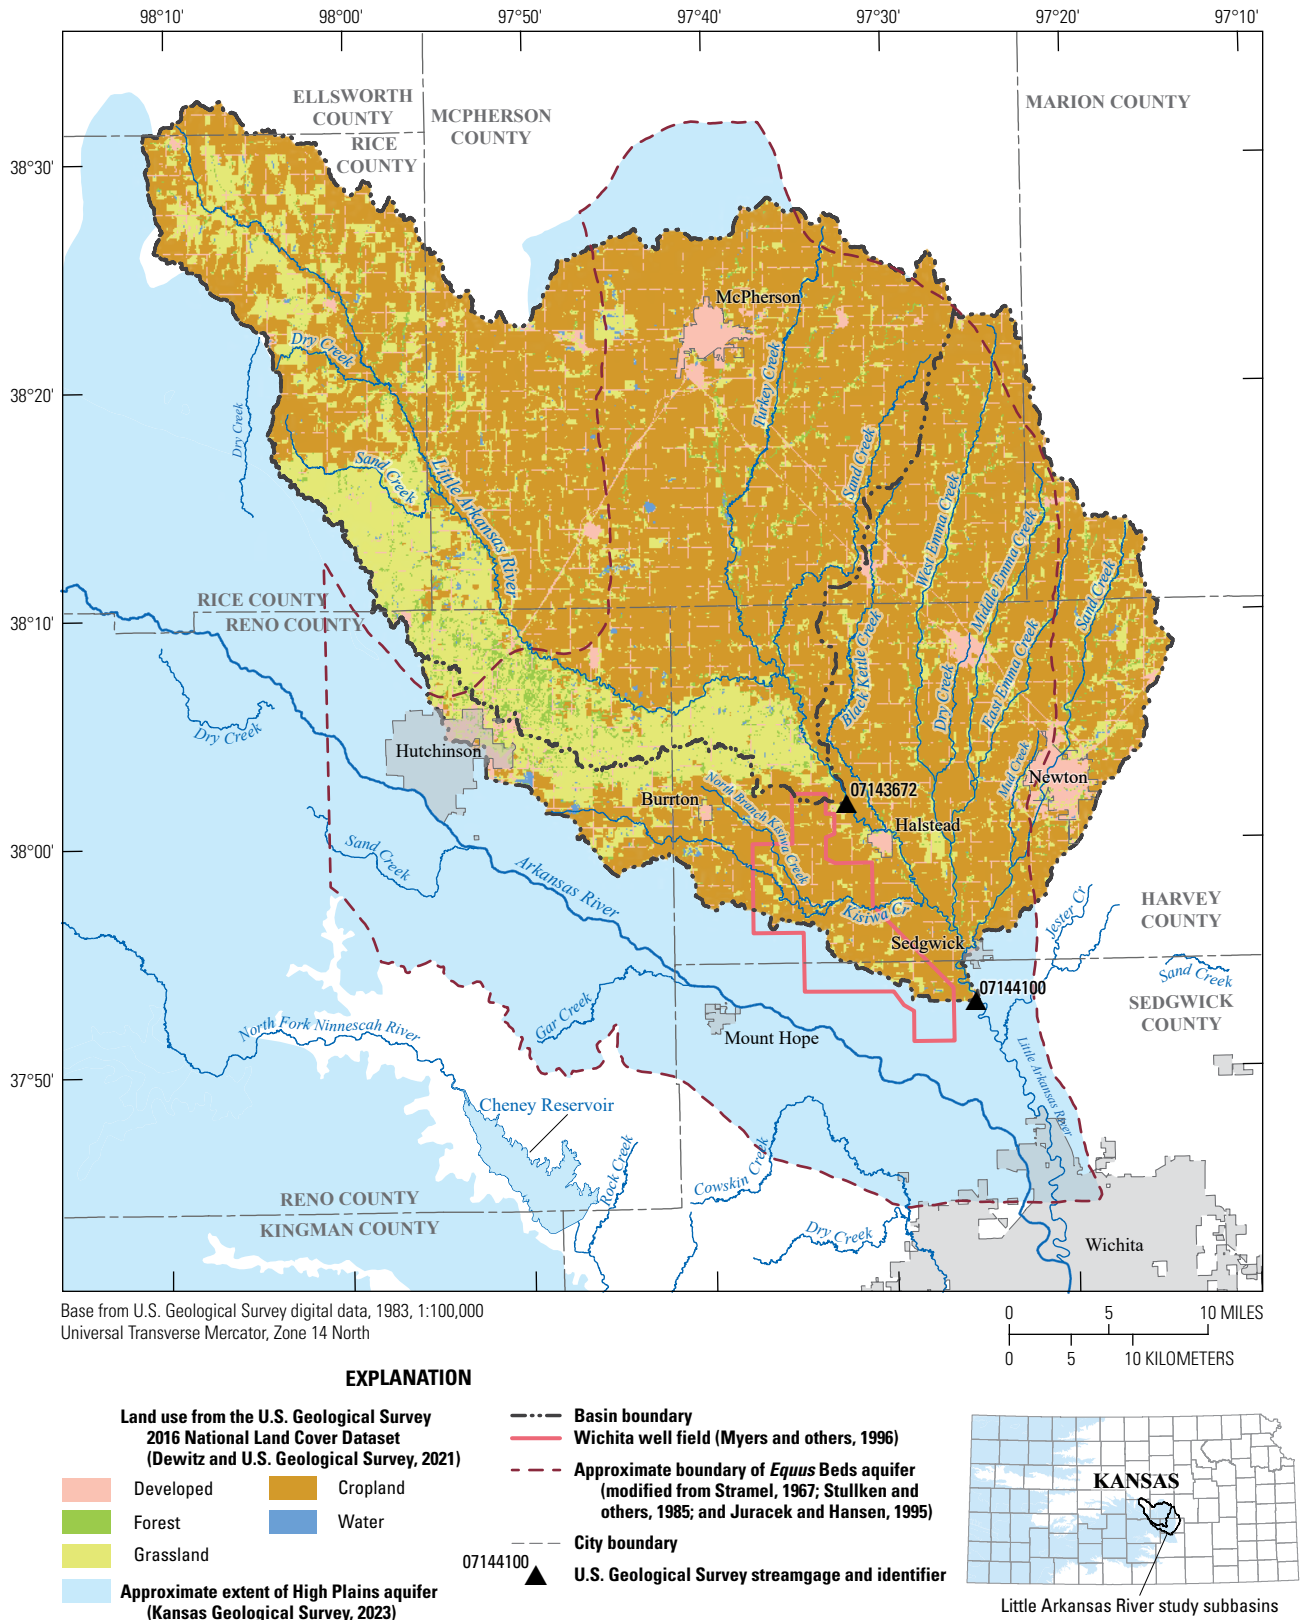 98°10' 98°00' 97°50' 97°40' 97°30' 97°20' 97°10'
38°30'
38°20'
38°10'
38°00'
37°50'
ELLSWORTH
COUNTY
MCPHERSON
COUNTY
RICE
COUNTY
MARION COUNTY
McPherson
Dry Creek
Dry Creek
Turkey Creek
Sand Creek
Sand Creek
Little Arkansas River
West Emma Creek
Middle Emma Creek
Sand Creek
RICE COUNTY
RENO COUNTY
Black Kettle Creek
Dry Creek
East Emma Creek
Dry Creek
Hutchinson
Mud Creek
Newton
07143672
Burrton
North Branch Kisiwa Creek
Halstead
Sand Creek
Arkansas River
Kisiwa Cr
Jester Cr
HARVEY
COUNTY
Sedgwick
Sand Creek
07144100
SEDGWICK
COUNTY
Gar Creek
North Fork Ninnescah River
Mount Hope
Little Arkansas River
Cheney Reservoir
Rock Creek
Cowskin Creek
RENO COUNTY
KINGMAN COUNTY
Dry Creek
Wichita
Base from U.S. Geological Survey digital data, 1983, 1:100,000
Universal Transverse Mercator, Zone 14 North
0 5 10 MILES
0 5 10 KILOMETERS
EXPLANATION
Land use from the U.S. Geological Survey
2016 National Land Cover Dataset
(Dewitz and U.S. Geological Survey, 2021)
Developed
Cropland
Forest
Water
Grassland
Approximate extent of High Plains aquifer
(Kansas Geological Survey, 2023)
Basin boundary
Wichita well field (Myers and others, 1996)
Approximate boundary of Equus Beds aquifer
(modified from Stramel, 1967; Stullken and
others, 1985; and Juracek and Hansen, 1995)
City boundary
07144100
U.S. Geological Survey streamgage and identifier
KANSAS
Little Arkansas River study subbasins